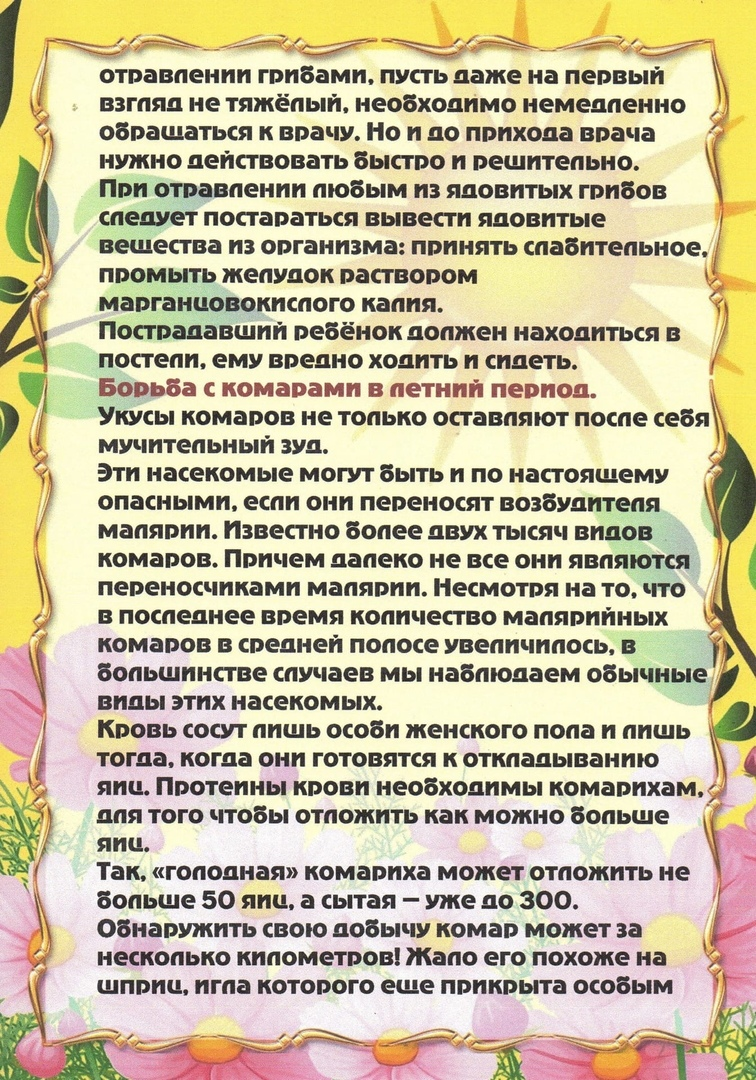 отравлении грибами, пусть даже на первый
взгляд не тяжёлый, необходимо немедленно
обращаться к врачу. Но и до прихода врача
нужно действовать быстро и решительно.
При отравлении любым из ядовитых грибов
следует постараться вывести ядовитые
вещества из организма: принять слабительное,
промыть желудок раствором
марганцовокислого калия.
Пострадавший ребёнок должен находиться в
постели, ему вредно ходить и сидеть.
Борьба с комарами в летний период.
Укусы комаров не только оставляют после себя
мучительный зуд.
Эти насекомые могут быть и по настоящему
опасными, если они переносят возбудителя
малярии. Известно более двух тысяч видов
комаров. Причем далеко не все они являются
переносчиками малярии. Несмотря на то, что
в последнее время количество малярийных
комаров в средней полосе увеличилось, в
большинстве случаев мы наблюдаем обычные
виды этих насекомых.
Кровь сосут лишь особи женского пола и лишь
тогда, когда они готовятся к откладыванию
яиц. Протеины крови необходимы комарихам,
для того чтобы отложить как можно больше
яиц.
Так, «голодная» комариха может отложить не
больше 50 яиц, а сытая – уже до 300.
Обнаружить свою добычу комар может за
несколько километров! Жало его похоже на
шприц, игла которого еще прикрыта особым